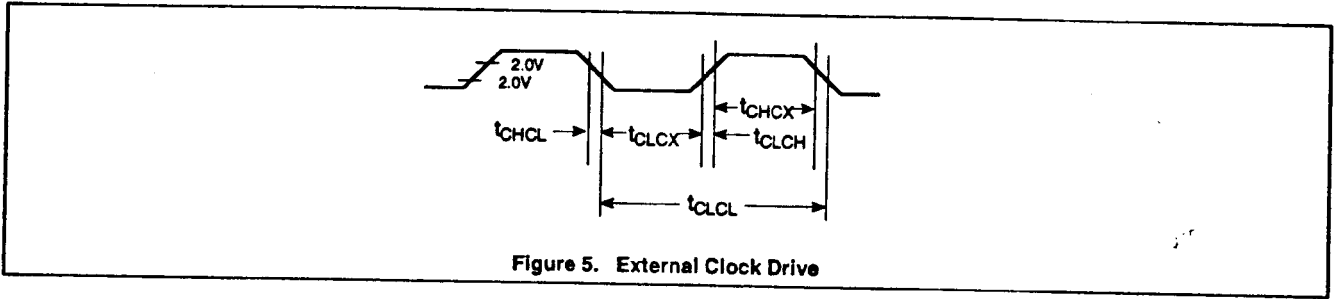 2.0V
2.0V
tCHCX
tCHCL
tCLCX
tCLCH
tCLCL
Figure 5. External Clock Drive